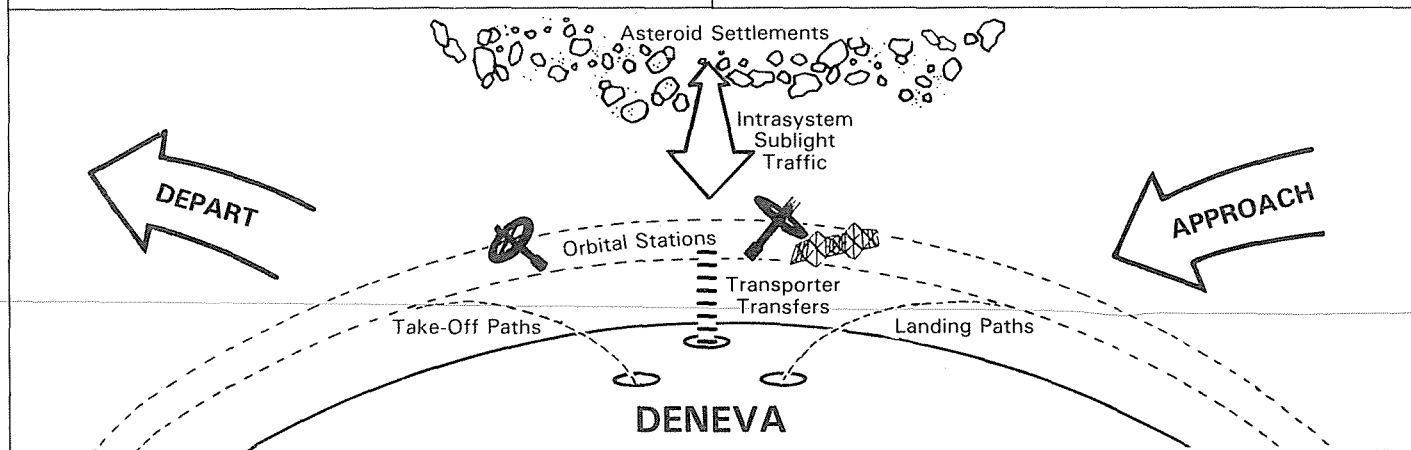 Asteroid Settlements
Intrasystem
Sublight
Traffic
DEPART
APPROACH
Orbital Stations
Transporter
Transfers
Take-Off Paths
Landing Paths
DENEVA